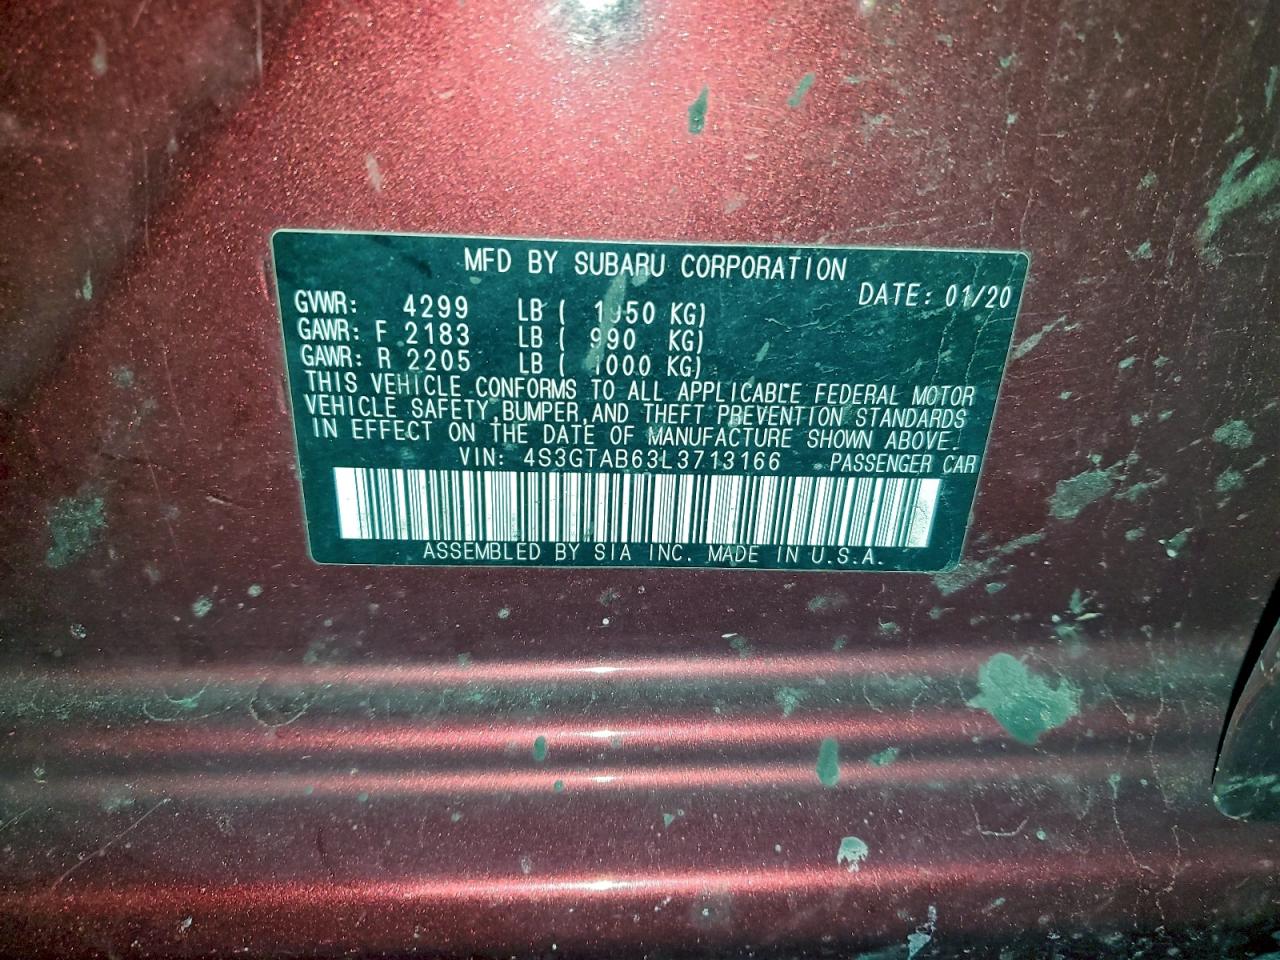 MFD BY SUBARU CORPORATION
DATE: 01/20
GVWR: 4299 LB ( 1950 KG)
GAWR: F 2183 LB ( 990 KG)
GAWR: R 2205 LB ( 1000 KG)
THIS VEHICLE CONFORMS TO ALL APPLICABLE FEDERAL MOTOR
VEHICLE SAFETY, BUMPER, AND THEFT PREVENTION STANDARDS
IN EFFECT ON THE DATE OF MANUFACTURE SHOWN ABOVE.
VIN: 4S3GTAB63L3713166 PASSENGER CAR
ASSEMBLED BY SIA INC. MADE IN U.S.A.